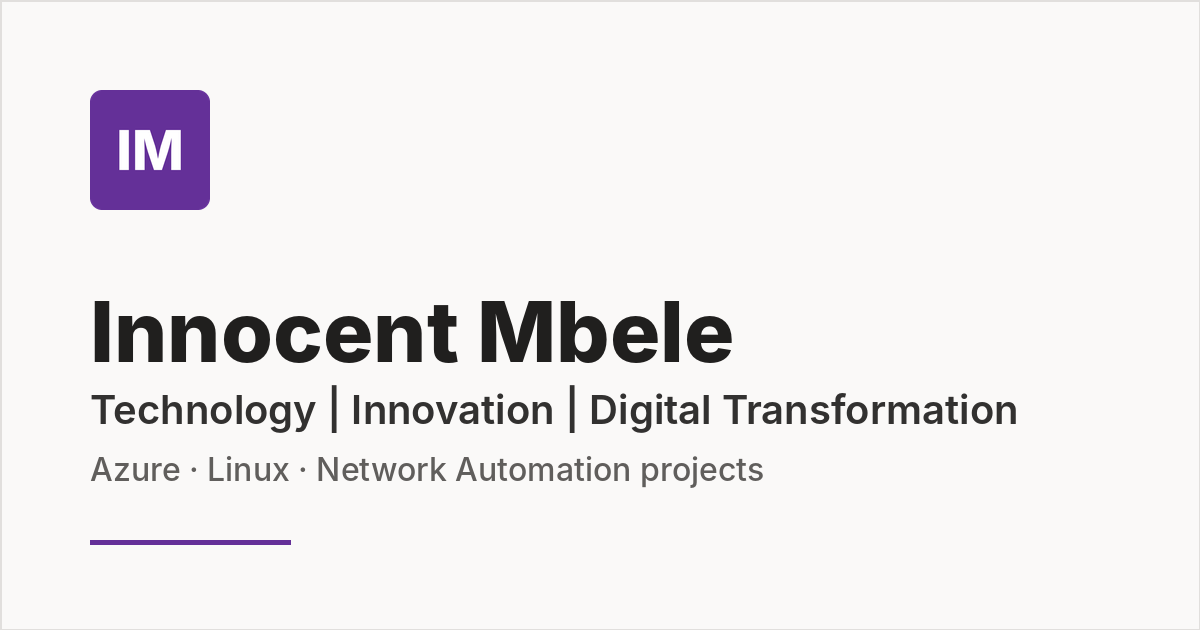 IM
Innocent Mbele
Technology | Innovation | Digital Transformation
Azure · Linux · Network Automation projects